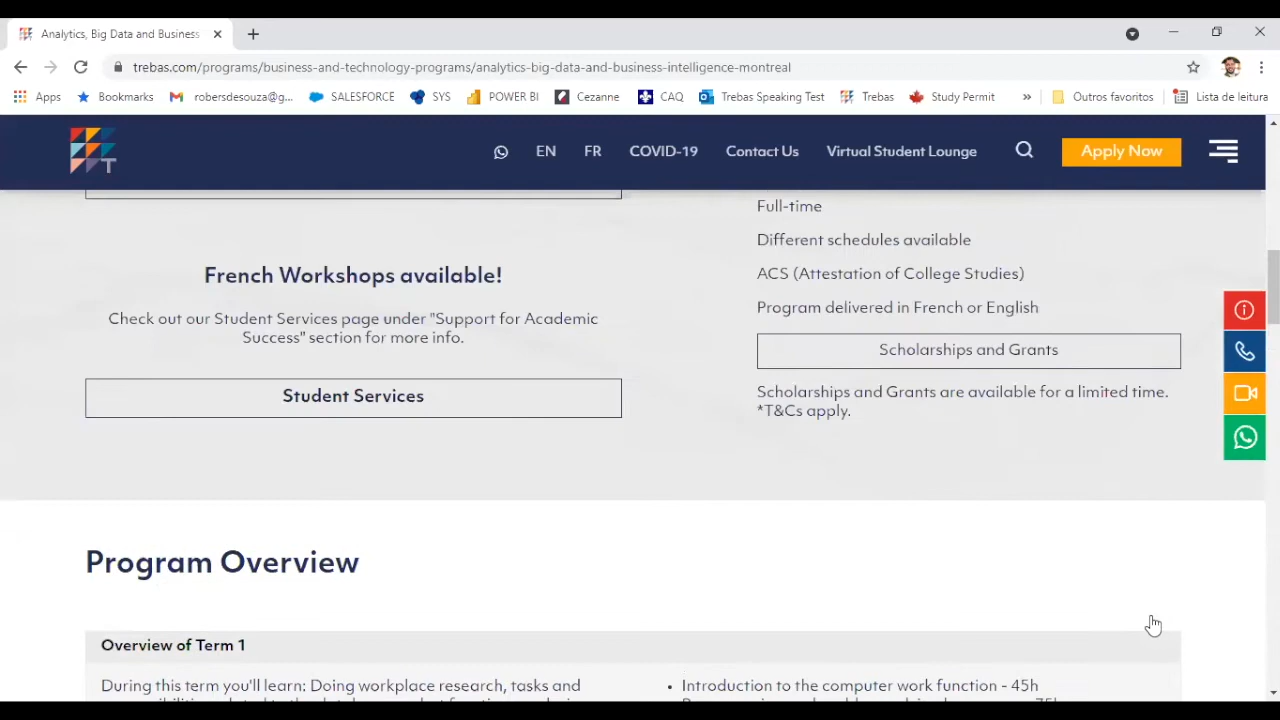 Analytics, Big Data and Business
trebas.com/programs/business-and-technology-programs/analytics-big-data-and-business-intelligence-montreal
Apps Bookmarks robersdesouza@g... SALESFORCE SYS POWER BI Cezanne CAQ Trebas Speaking Test Trebas Study Permit » Outros favoritos Lista de leitura
T EN FR COVID-19 Contact Us Virtual Student Lounge Apply Now
Full-time
Different schedules available
ACS (Attestation of College Studies)
Program delivered in French or English
Scholarships and Grants
Scholarships and Grants are available for a limited time.
*T&Cs apply.
French Workshops available!
Check out our Student Services page under "Support for Academic
Success" section for more info.
Student Services
Program Overview
Overview of Term 1
During this term you'll learn: Doing workplace research, tasks and
• Introduction to the computer work function - 45h